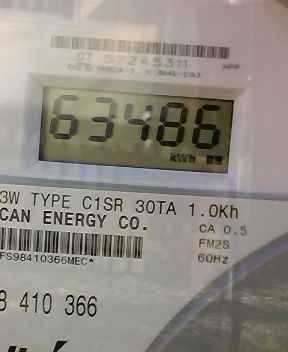 07 57245311
63486
kWh
3W TYPE C1SR 30TA 1.0Kh
CAN ENERGY CO.
CA 0.5
FM2S
FS98410366MEC*
60Hz
8 410 366